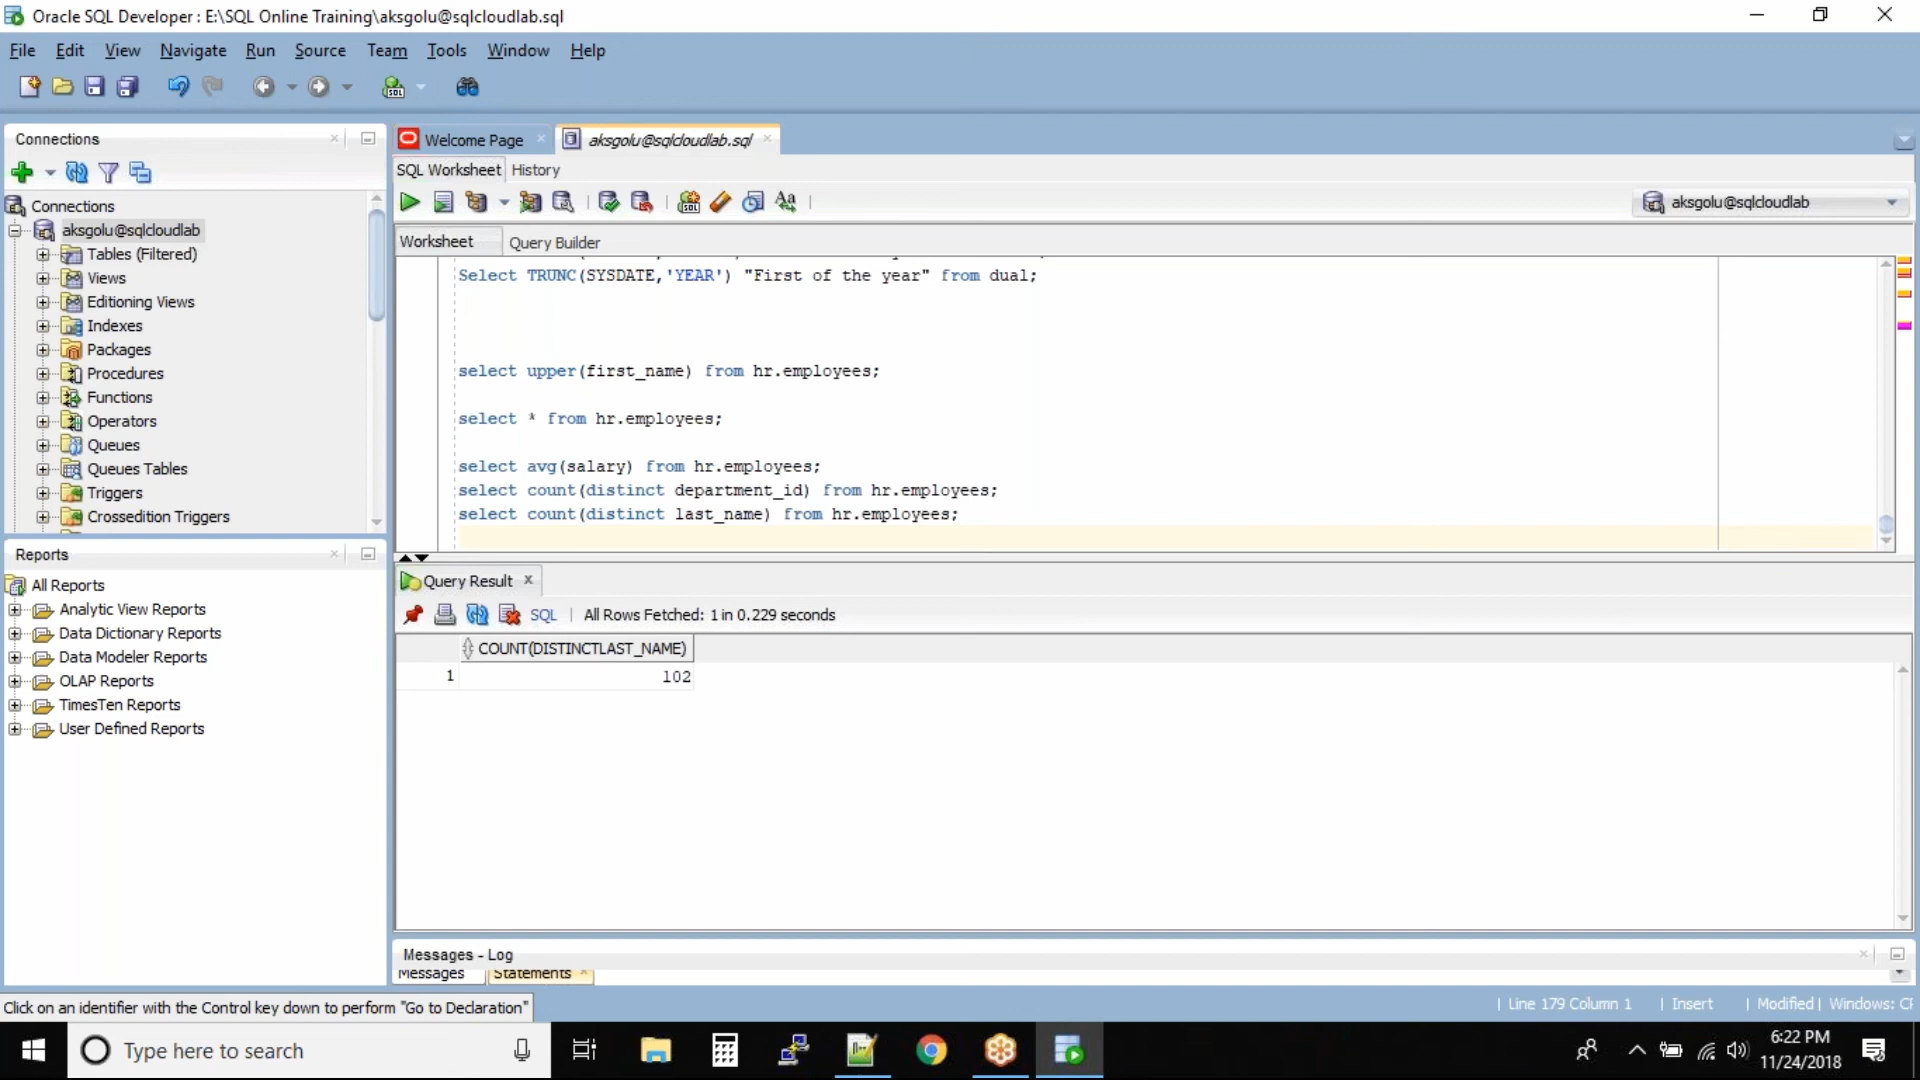 Oracle SQL Developer : E:\SQL Online Training\aksgolu@sqlcloudlab.sql
File Edit View Navigate Run Source Team Tools Window Help
Connections
Welcome Page
aksgolu@sqlcloudlab.sql
SQL Worksheet History
aksgolu@sqlcloudlab
Connections
aksgolu@sqlcloudlab
Tables (Filtered)
Views
Editioning Views
Indexes
Packages
Procedures
Functions
Operators
Queues
Queues Tables
Triggers
Crossedition Triggers
Worksheet Query Builder
Select TRUNC(SYSDATE,'YEAR') "First of the year" from dual;
select upper(first_name) from hr.employees;
select * from hr.employees;
select avg(salary) from hr.employees;
select count(distinct department_id) from hr.employees;
select count(distinct last_name) from hr.employees;
Reports
All Reports
Analytic View Reports
Data Dictionary Reports
Data Modeler Reports
OLAP Reports
TimesTen Reports
User Defined Reports
Query Result
SQL | All Rows Fetched: 1 in 0.229 seconds
COUNT(DISTINCTLAST_NAME)
1 102
Messages - Log
Messages Statements
Click on an identifier with the Control key down to perform "Go to Declaration"
| Line 179 Column 1 | Insert | Modified | Windows: CF
Type here to search
6:22 PM
11/24/2018